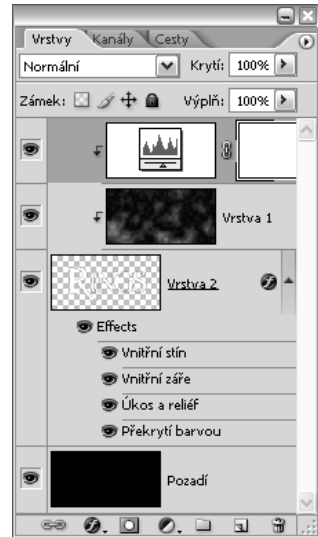 Vrstvy Kanály Cesty
Normální Krytí: 100%
Zámek: Výplň: 100%
Vrstva 1
RINGS Vrstva 2
Effects
Vnitřní stín
Vnitřní záře
Úkos a reliéf
Překrytí barvou
Pozadí